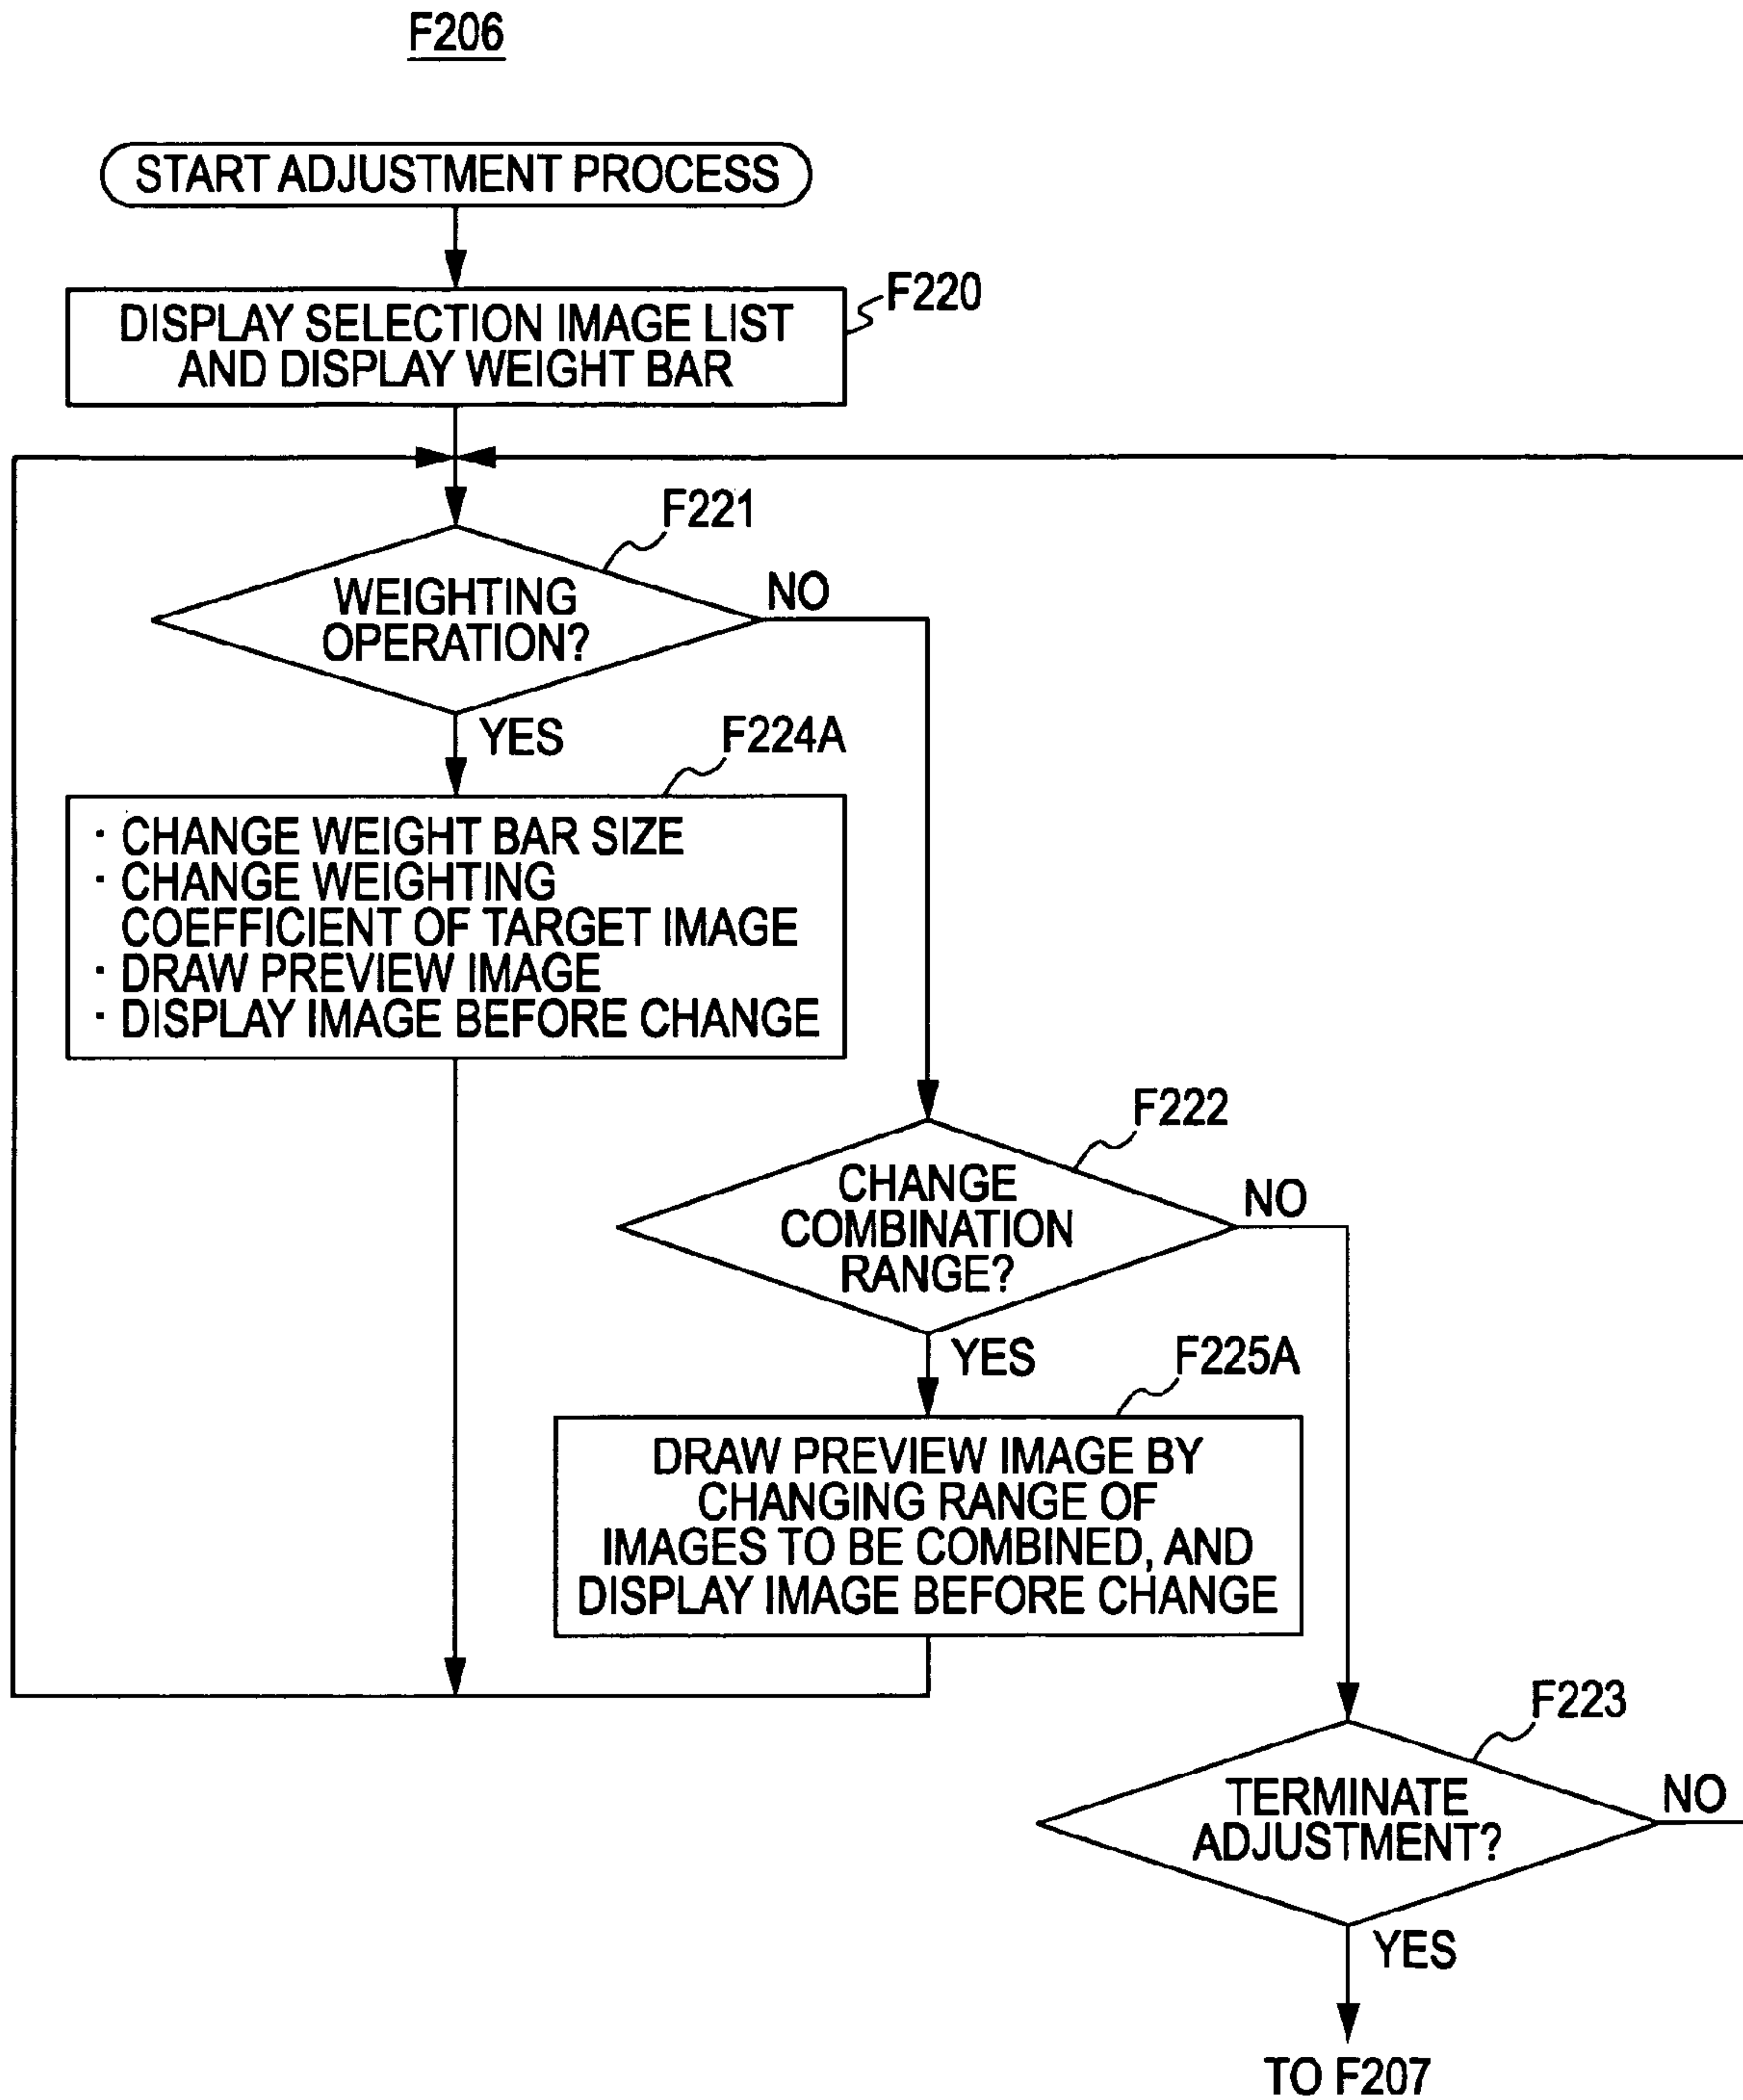 F206
START ADJUSTMENT PROCESS
F220
DISPLAY SELECTION IMAGE LIST
AND DISPLAY WEIGHT BAR
F221
WEIGHTING
OPERATION?
NO
YES
F224A
· CHANGE WEIGHT BAR SIZE
· CHANGE WEIGHTING
COEFFICIENT OF TARGET IMAGE
· DRAW PREVIEW IMAGE
· DISPLAY IMAGE BEFORE CHANGE
F222
CHANGE
COMBINATION
RANGE?
NO
YES
F225A
DRAW PREVIEW IMAGE BY
CHANGING RANGE OF
IMAGES TO BE COMBINED, AND
DISPLAY IMAGE BEFORE CHANGE
F223
TERMINATE
ADJUSTMENT?
NO
YES
TO F207